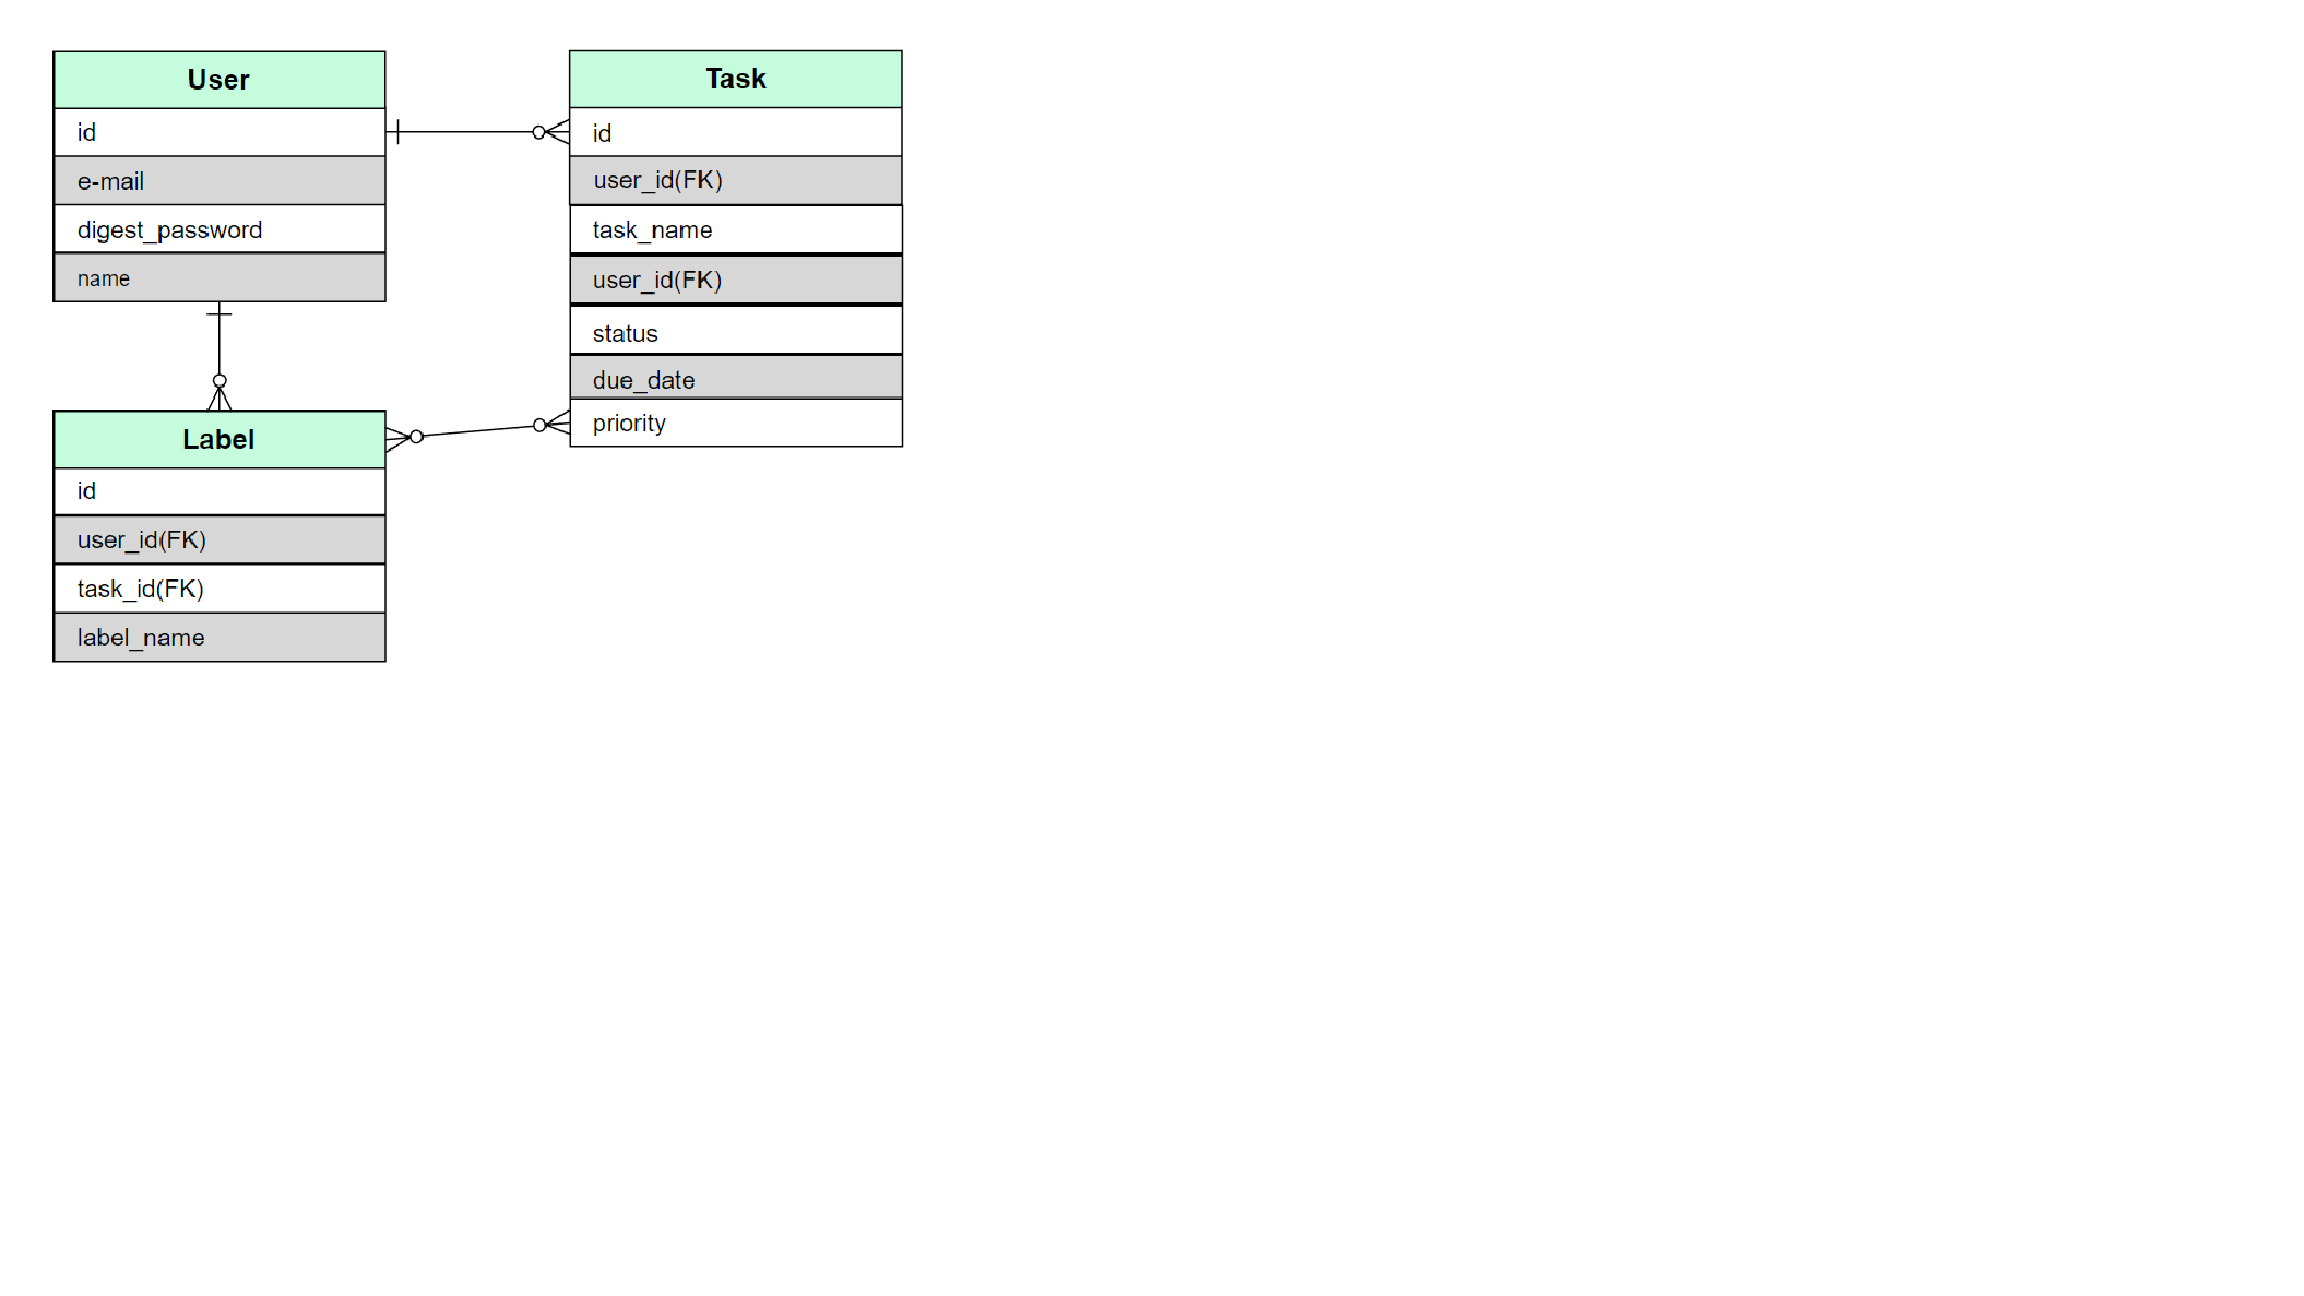 User
id
e-mail
digest_password
name
Task
id
user_id(FK)
task_name
user_id(FK)
status
due_date
priority
Label
id
user_id(FK)
task_id(FK)
label_name